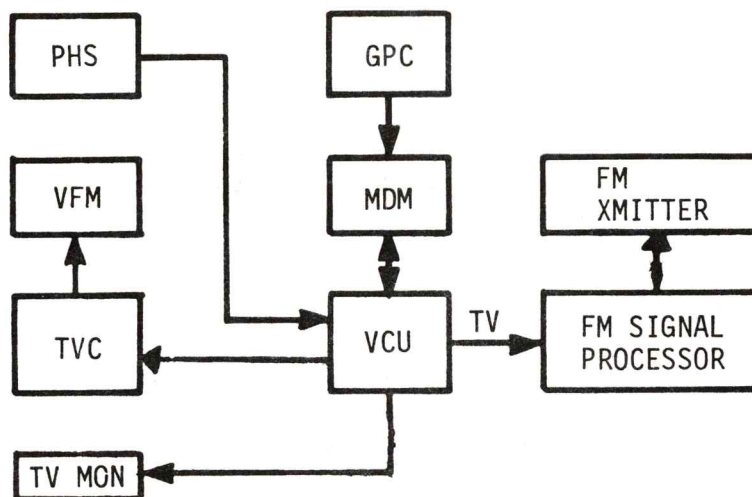 PHS
GPC
VFM
MDM
FM
XMITTER
TVC
VCU
TV
FM SIGNAL
PROCESSOR
TV MON